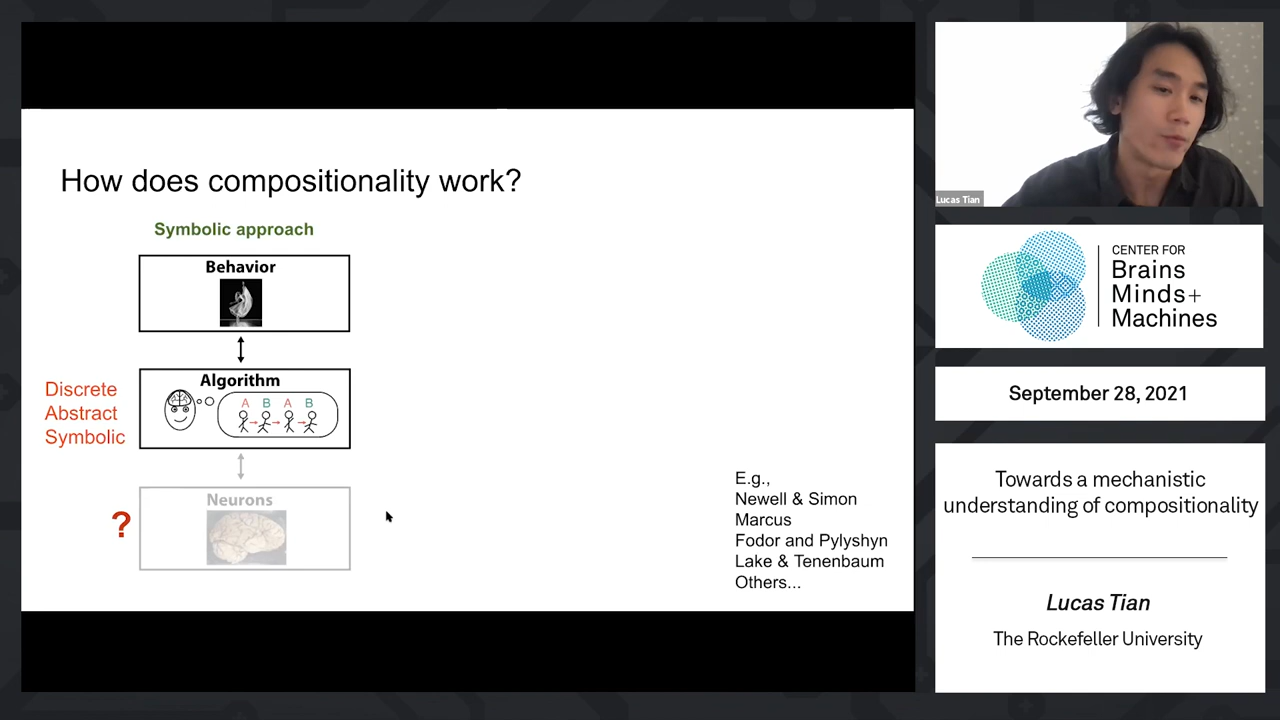 How does compositionality work?
Symbolic approach
Behavior
Algorithm
A B A B
Discrete
Abstract
Symbolic
Neurons
?
E.g.,
Newell & Simon
Marcus
Fodor and Pylyshyn
Lake & Tenenbaum
Others...
Lucas Tian
CENTER FOR
Brains
Minds+
Machines
September 28, 2021
Towards a mechanistic
understanding of compositionality
Lucas Tian
The Rockefeller University